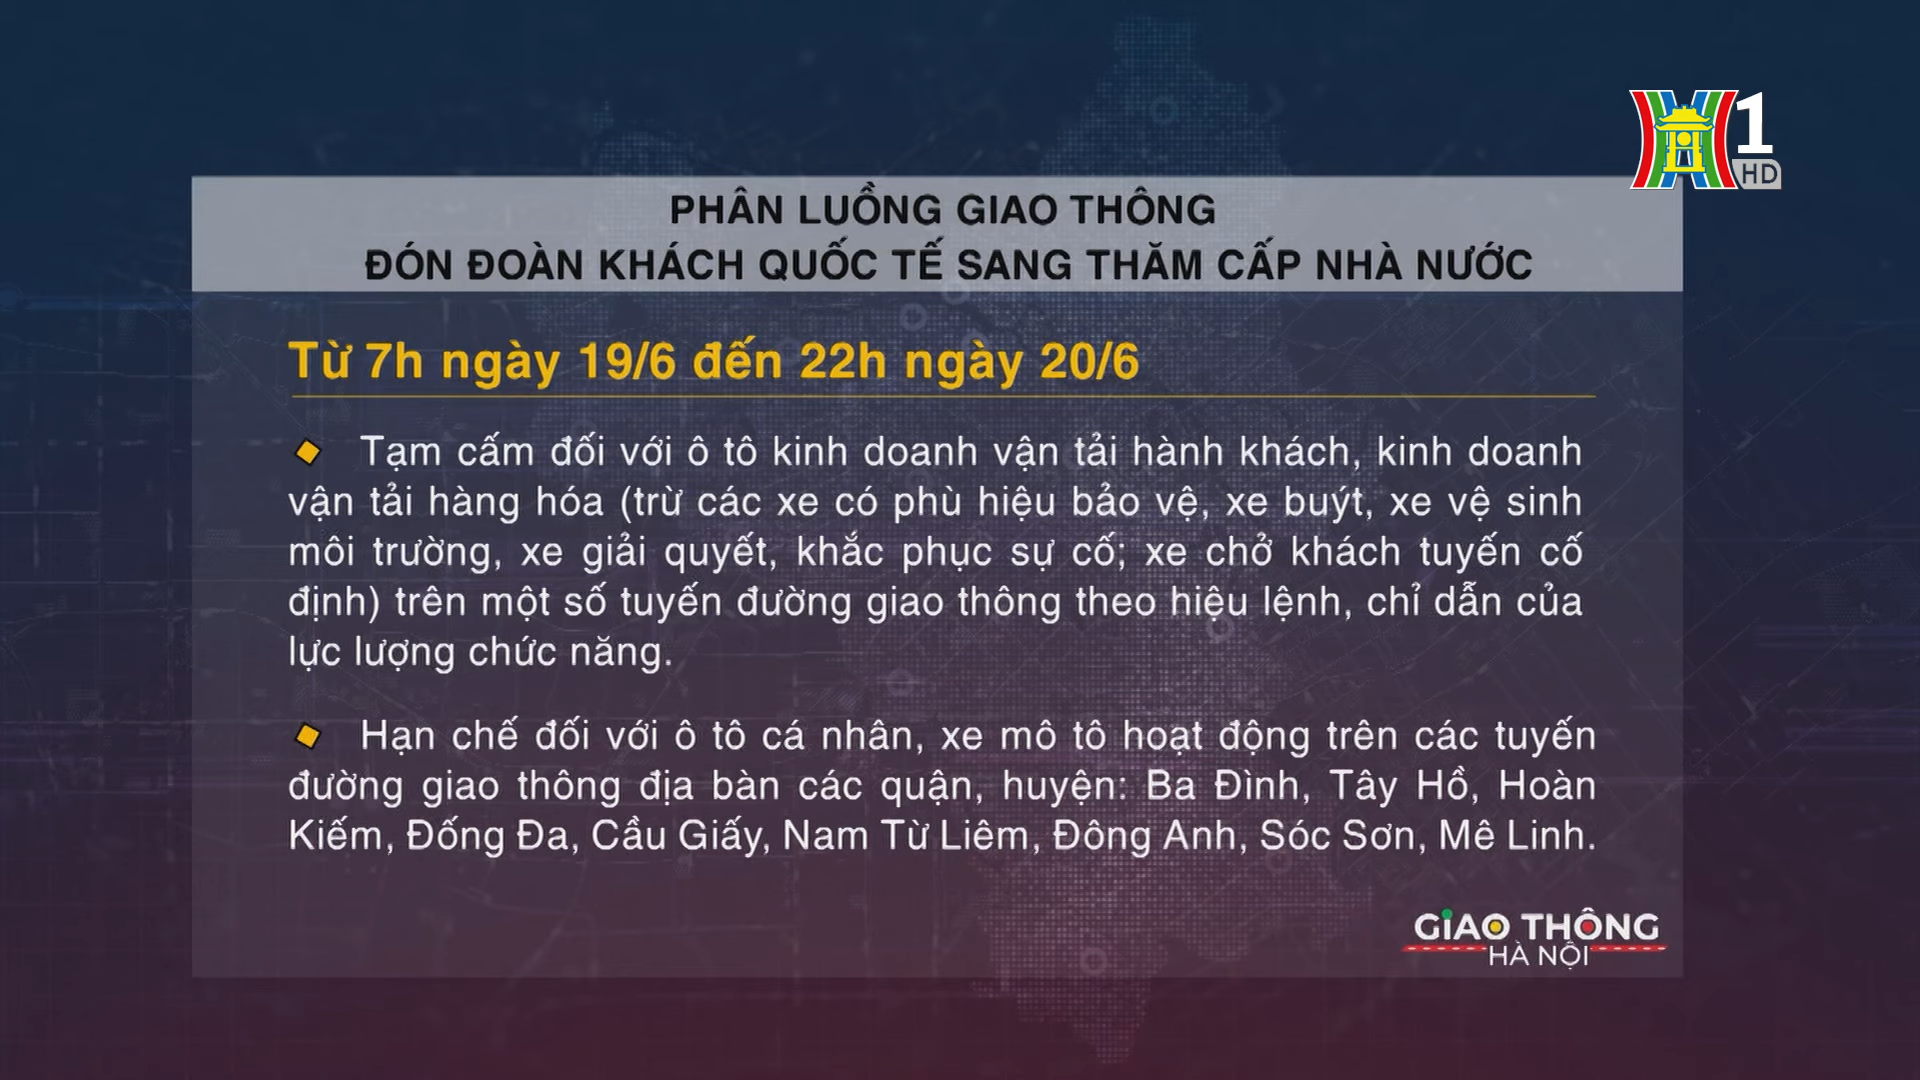 1
HD
PHÂN LUỒNG GIAO THÔNG
ĐÓN ĐOÀN KHÁCH QUỐC TẾ SANG THĂM CẤP NHÀ NƯỚC
Từ 7h ngày 19/6 đến 22h ngày 20/6
Tạm cấm đối với ô tô kinh doanh vận tải hành khách, kinh doanh
vận tải hàng hóa (trừ các xe có phù hiệu bảo vệ, xe buýt, xe vệ sinh
môi trường, xe giải quyết, khắc phục sự cố; xe chở khách tuyến cố
định) trên một số tuyến đường giao thông theo hiệu lệnh, chỉ dẫn của
lực lượng chức năng.
Hạn chế đối với ô tô cá nhân, xe mô tô hoạt động trên các tuyến
đường giao thông địa bàn các quận, huyện: Ba Đình, Tây Hồ, Hoàn
Kiếm, Đống Đa, Cầu Giấy, Nam Từ Liêm, Đông Anh, Sóc Sơn, Mê Linh.
GIAO THÔNG
HÀ NỘI